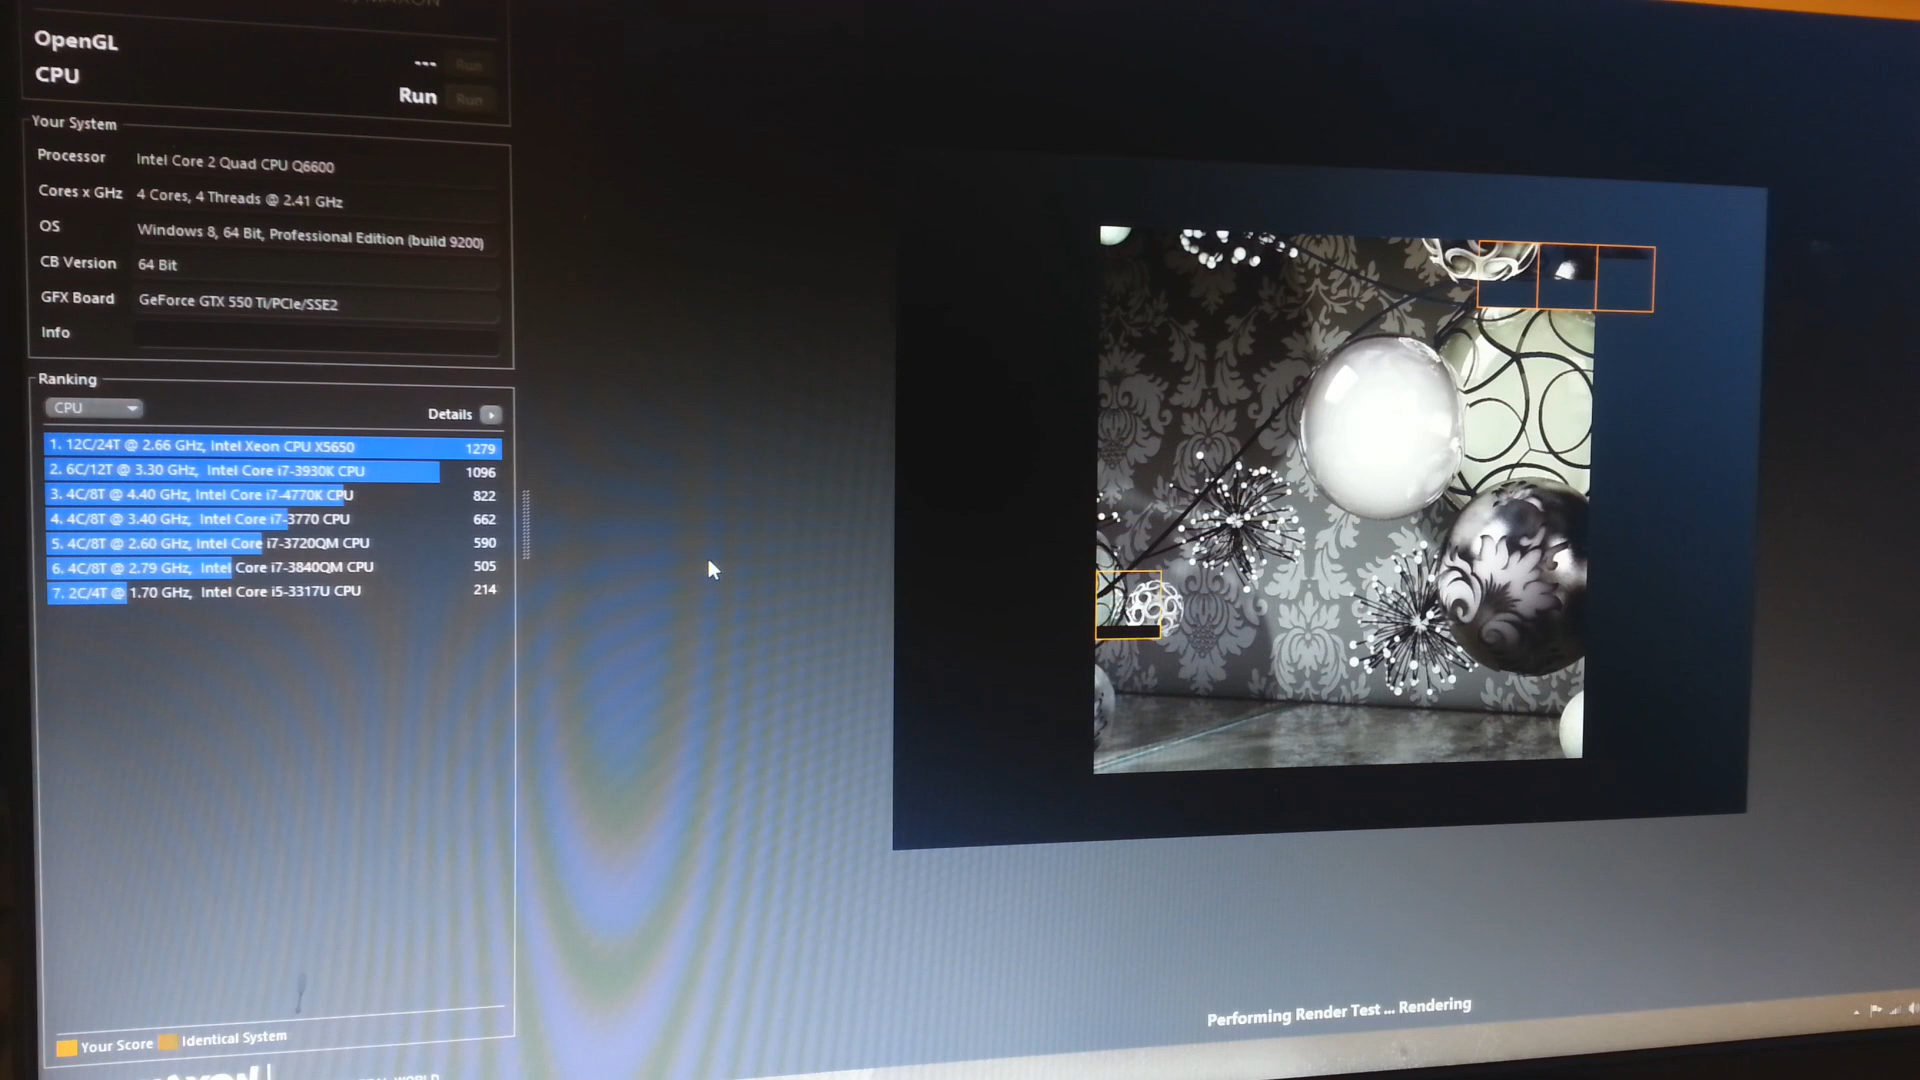 OpenGL
--- Run
CPU
Run Run
Your System
Processor Intel Core 2 Quad CPU Q6600
Cores x GHz 4 Cores, 4 Threads @ 2.41 GHz
OS Windows 8, 64 Bit, Professional Edition (build 9200)
CB Version 64 Bit
GFX Board GeForce GTX 550 Ti/PCIe/SSE2
Info
Ranking
CPU Details
1. 12C/24T @ 2.66 GHz, Intel Xeon CPU X5650 1279
2. 6C/12T @ 3.30 GHz, Intel Core i7-3930K CPU 1096
3. 4C/8T @ 4.40 GHz, Intel Core i7-4770K CPU 822
4. 4C/8T @ 3.40 GHz, Intel Core i7-3770 CPU 662
5. 4C/8T @ 2.60 GHz, Intel Core i7-3720QM CPU 590
6. 4C/8T @ 2.79 GHz, Intel Core i7-3840QM CPU 505
7. 2C/4T @ 1.70 GHz, Intel Core i5-3317U CPU 214
Performing Render Test ... Rendering
Your Score Identical System